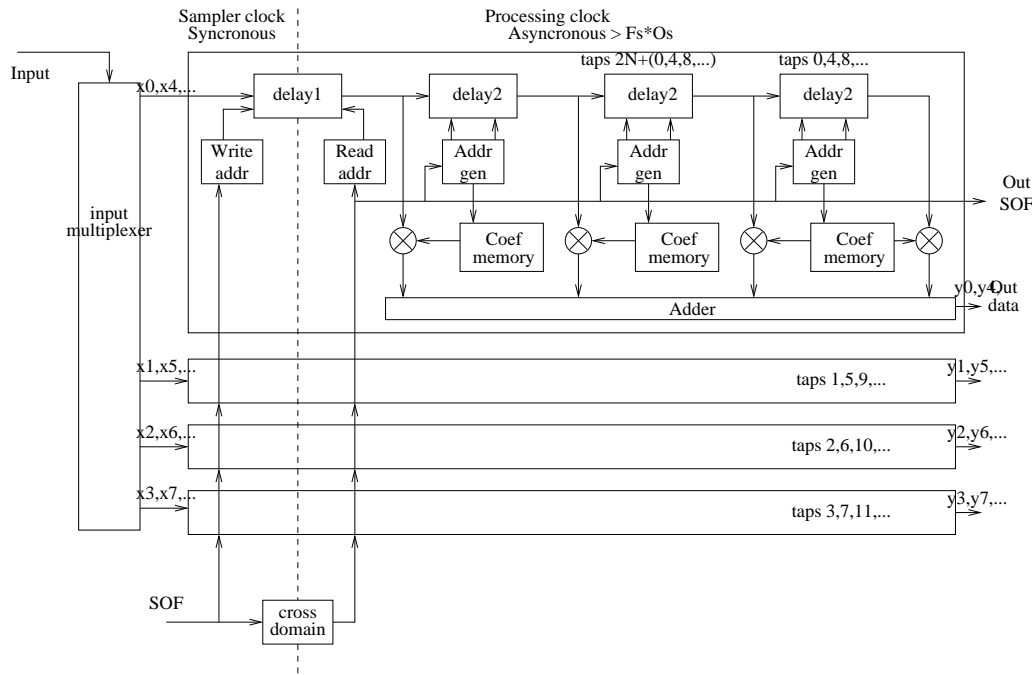 Sampler clock
Syncronous
Processing clock
Asyncronous > Fs*Os
Input
x0,x4,...
taps 2N+(0,4,8,...)
taps 0,4,8,...
delay1
delay2
delay2
delay2
Write
addr
Read
addr
Addr
gen
Addr
gen
Addr
gen
Out
SOF
input
multiplexer
Coef
memory
Coef
memory
Coef
memory
y0,y4,
Out
data
Adder
x1,x5,...
taps 1,5,9,...
y1,y5,...
x2,x6,...
taps 2,6,10,...
y2,y6,...
x3,x7,...
taps 3,7,11,...
y3,y7,...
SOF
cross
domain